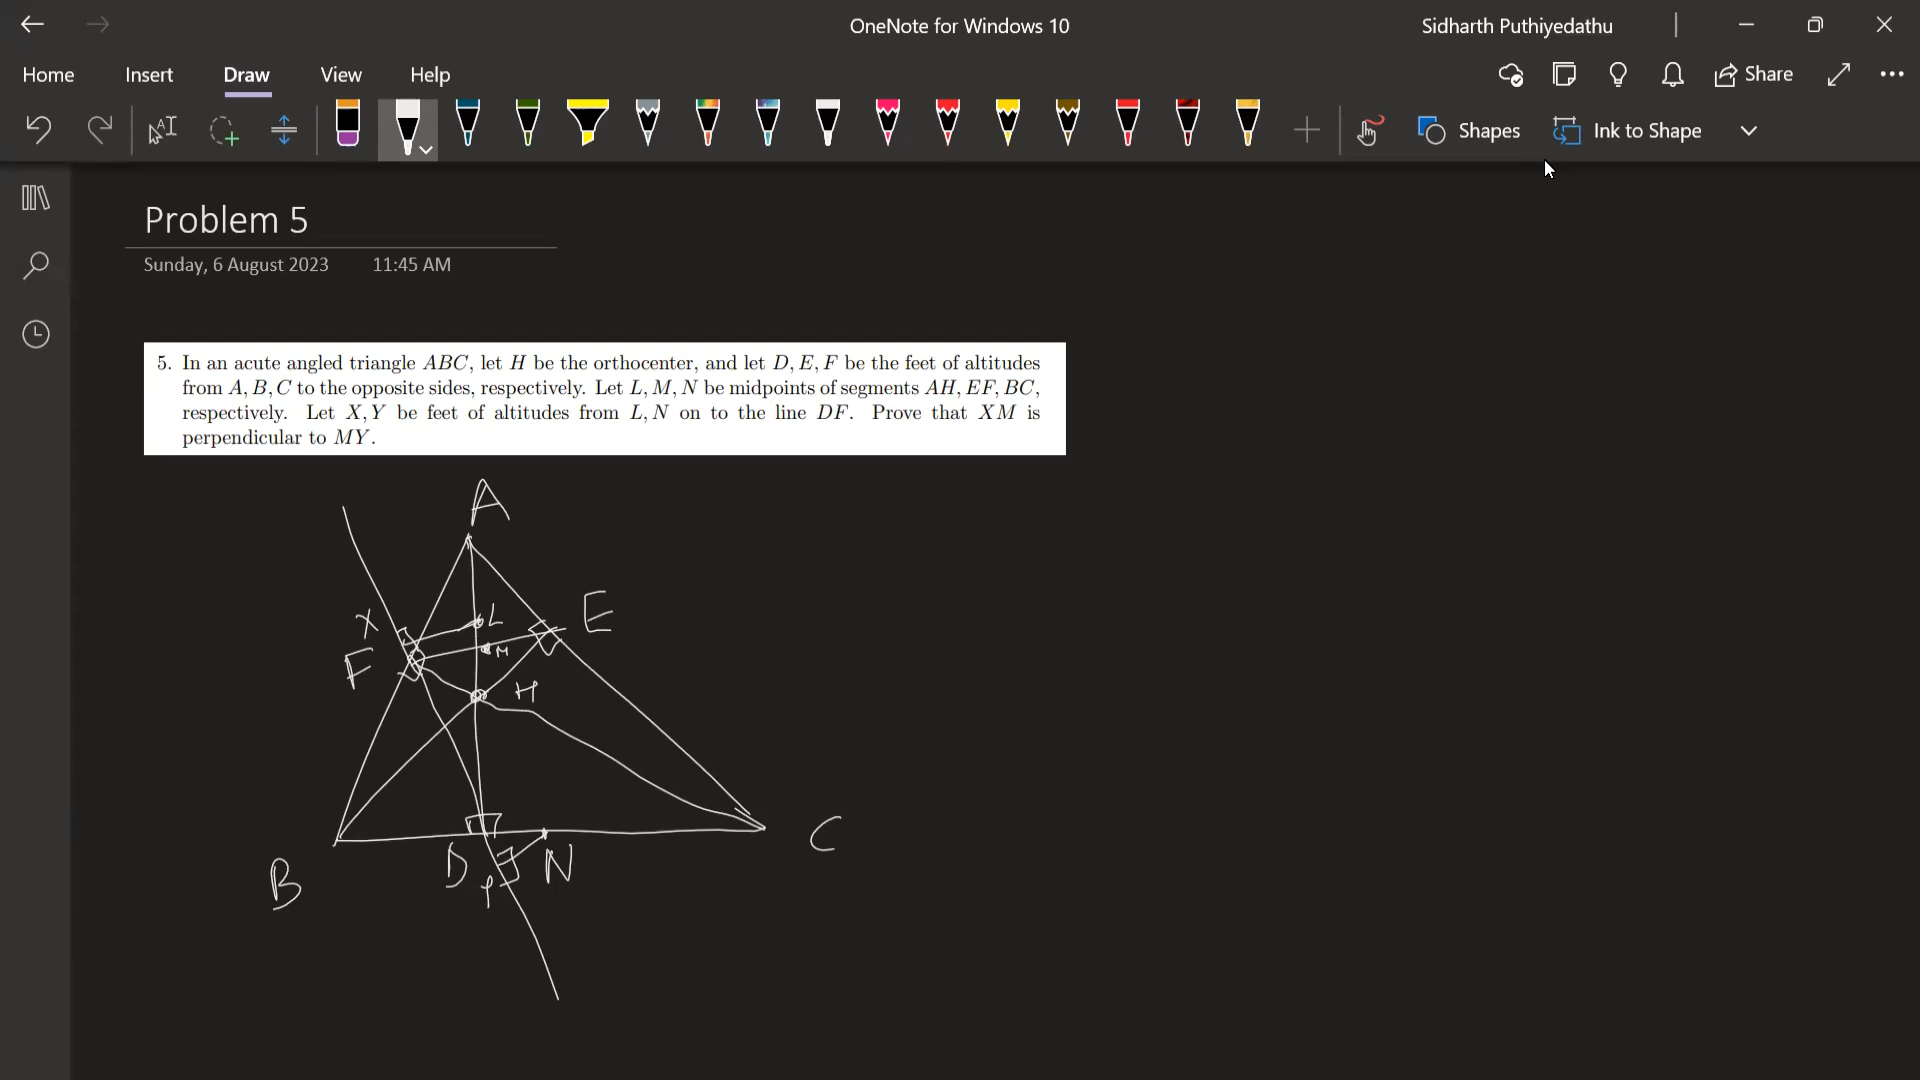 OneNote for Windows 10
Sidharth Puthiyedathu
Home Insert Draw View Help
Share
Shapes
Ink to Shape
Problem 5
Sunday, 6 August 2023 11:45 AM
5. In an acute angled triangle ABC, let H be the orthocenter, and let D, E, F be the feet of altitudes
from A, B, C to the opposite sides, respectively. Let L, M, N be midpoints of segments AH, EF, BC,
respectively. Let X, Y be feet of altitudes from L, N on to the line DF. Prove that XM is
perpendicular to MY.
A
E
X
L
M
F
H
C
D
N
B